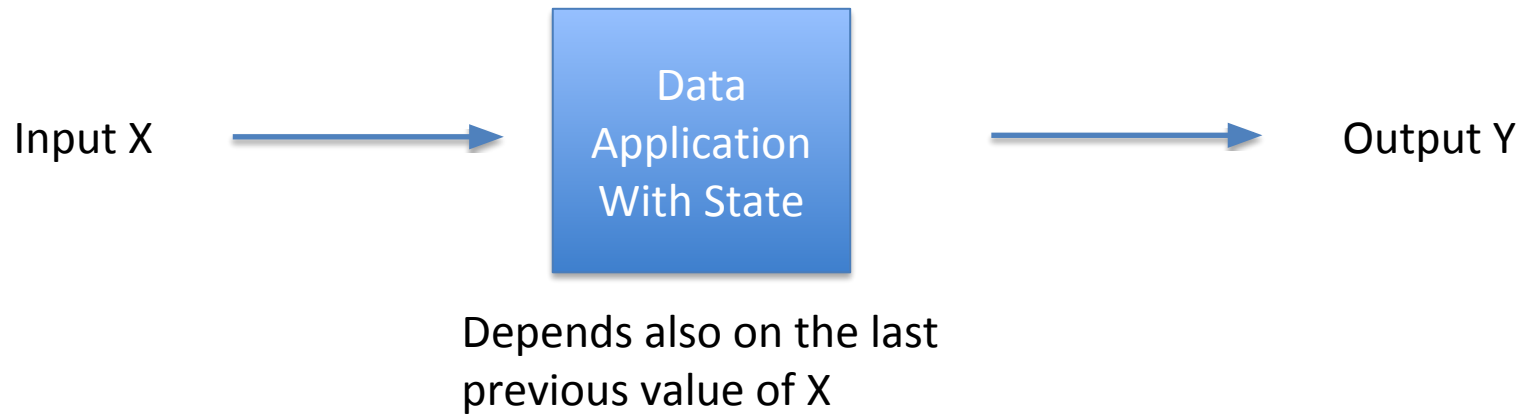 Input X
Data
Application
With State
Output Y
Depends also on the last
previous value of X